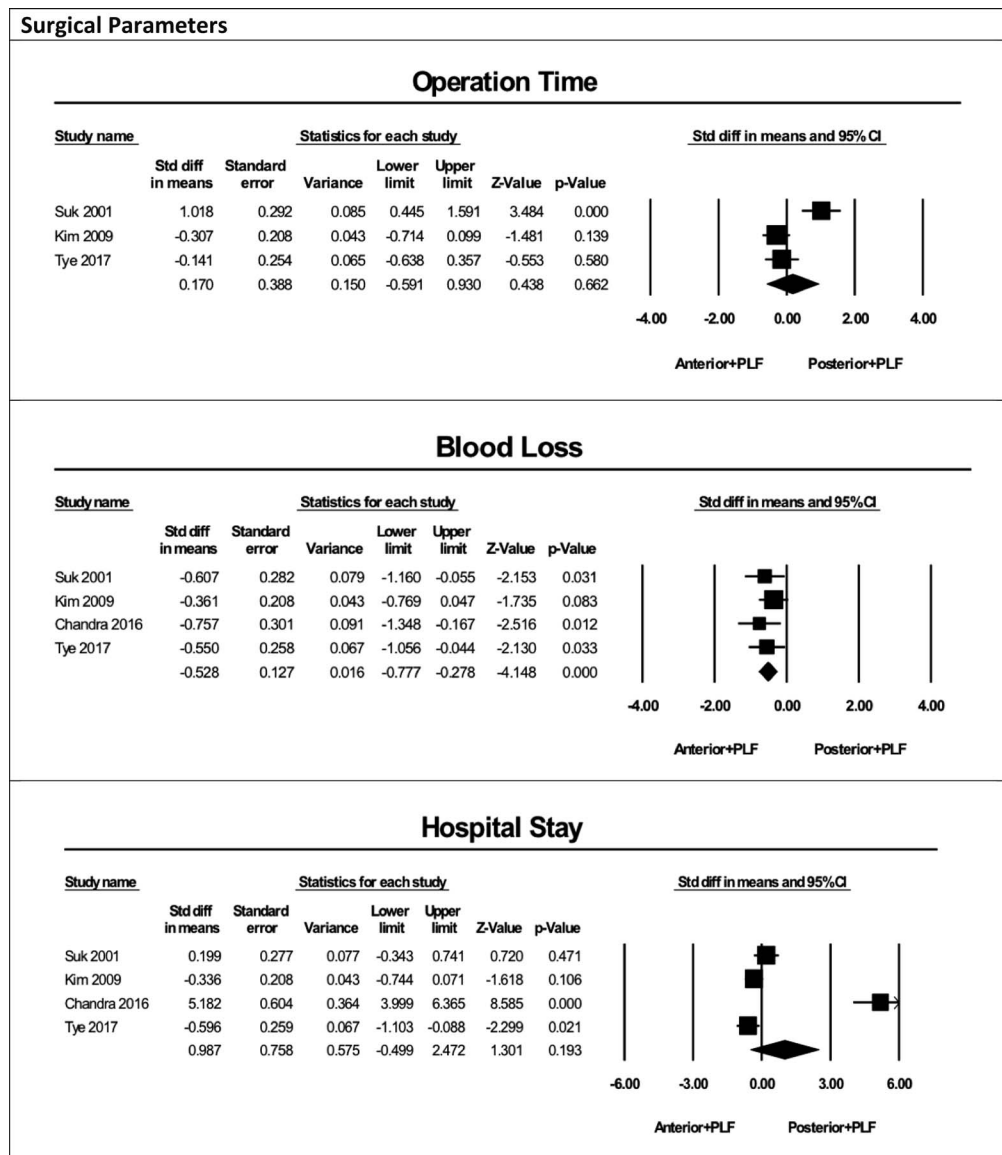 Surgical Parameters
Operation Time
Study name Statistics for each study Std diff in means and 95% CI
Std diff Standard Lower Upper
in means error Variance limit limit Z-Value p-Value
Suk 2001 1.018 0.292 0.085 0.445 1.591 3.484 0.000
Kim 2009 -0.307 0.208 0.043 -0.714 0.099 -1.481 0.139
Tye 2017 -0.141 0.254 0.065 -0.638 0.357 -0.553 0.580
0.170 0.388 0.150 -0.591 0.930 0.438 0.662
-4.00 -2.00 0.00 2.00 4.00
Anterior+PLF Posterior+PLF
Blood Loss
Study name Statistics for each study Std diff in means and 95%CI
Std diff Standard Lower Upper
in means error Variance limit limit Z-Value p-Value
Suk 2001 -0.607 0.282 0.079 -1.160 -0.055 -2.153 0.031
Kim 2009 -0.361 0.208 0.043 -0.769 0.047 -1.735 0.083
Chandra 2016 -0.757 0.301 0.091 -1.348 -0.167 -2.516 0.012
Tye 2017 -0.550 0.258 0.067 -1.056 -0.044 -2.130 0.033
-0.528 0.127 0.016 -0.777 -0.278 -4.148 0.000
-4.00 -2.00 0.00 2.00 4.00
Anterior+PLF Posterior+PLF
Hospital Stay
Study name Statistics for each study Std diff in means and 95%CI
Std diff Standard Lower Upper
in means error Variance limit limit Z-Value p-Value
Suk 2001 0.199 0.277 0.077 -0.343 0.741 0.720 0.471
Kim 2009 -0.336 0.208 0.043 -0.744 0.071 -1.618 0.106
Chandra 2016 5.182 0.604 0.364 3.999 6.365 8.585 0.000
Tye 2017 -0.596 0.259 0.067 -1.103 -0.088 -2.299 0.021
0.987 0.758 0.575 -0.499 2.472 1.301 0.193
-6.00 -3.00 0.00 3.00 6.00
Anterior+PLF Posterior+PLF